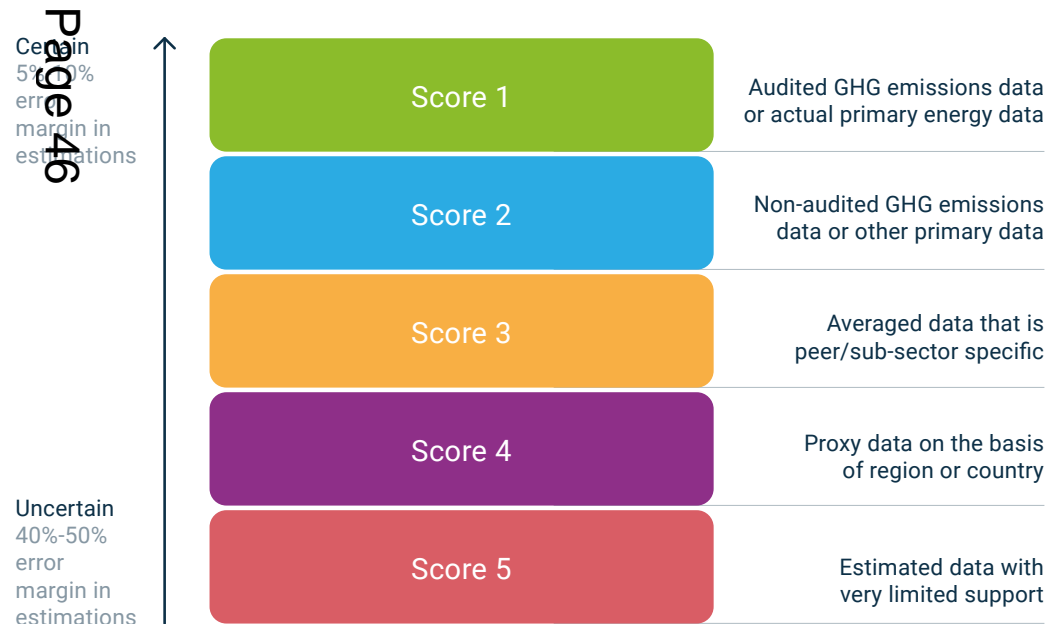 Page 46
Certain
5%-10%
error
margin in
estimations
Score 1
Audited GHG emissions data
or actual primary energy data
Score 2
Non-audited GHG emissions
data or other primary data
Score 3
Averaged data that is
peer/sub-sector specific
Score 4
Proxy data on the basis
of region or country
Uncertain
40%-50%
error
margin in
estimations
Score 5
Estimated data with
very limited support